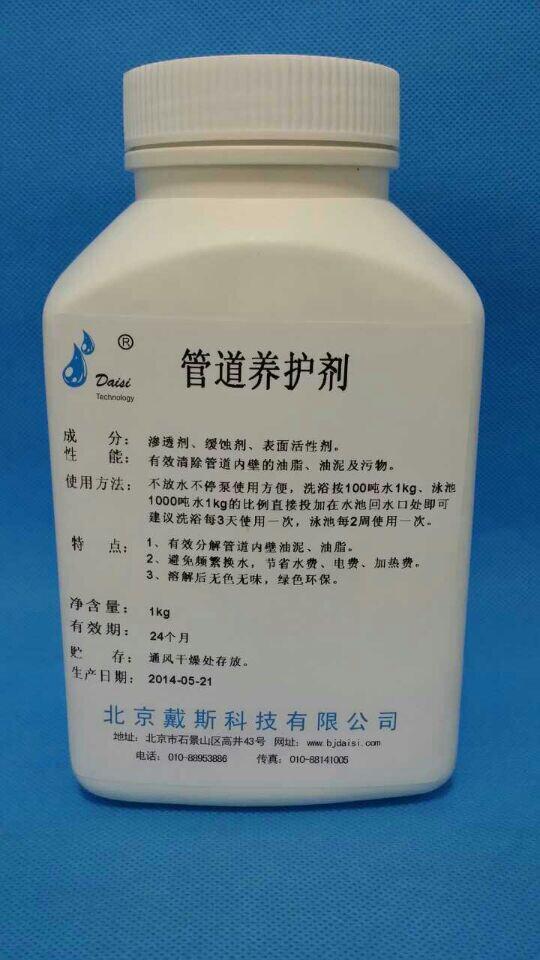 ®
Daisi
Technology
管道养护剂
成 分：渗透剂、缓蚀剂、表面活性剂。
性 能：有效清除管道内壁的油脂、油泥及污物。
使用方法：不放水不停泵使用方便，洗浴按100吨水1kg、泳池
1000吨水1kg的比例直接投加在水池回水口处即可
建议洗浴每3天使用一次，泳池每2周使用一次。
特 点：1、有效分解管道内壁油泥、油脂。
2、避免频繁换水，节省水费、电费、加热费。
3、溶解后无色无味，绿色环保。
净含量：1kg
有效期：24个月
贮 存：通风干燥处存放。
生产日期：2014-05-21
北京戴斯科技有限公司
地址：北京市石景山区高井43号 网址：www.bjdaisi.com
电话：010-88953886 传真：010-88141005